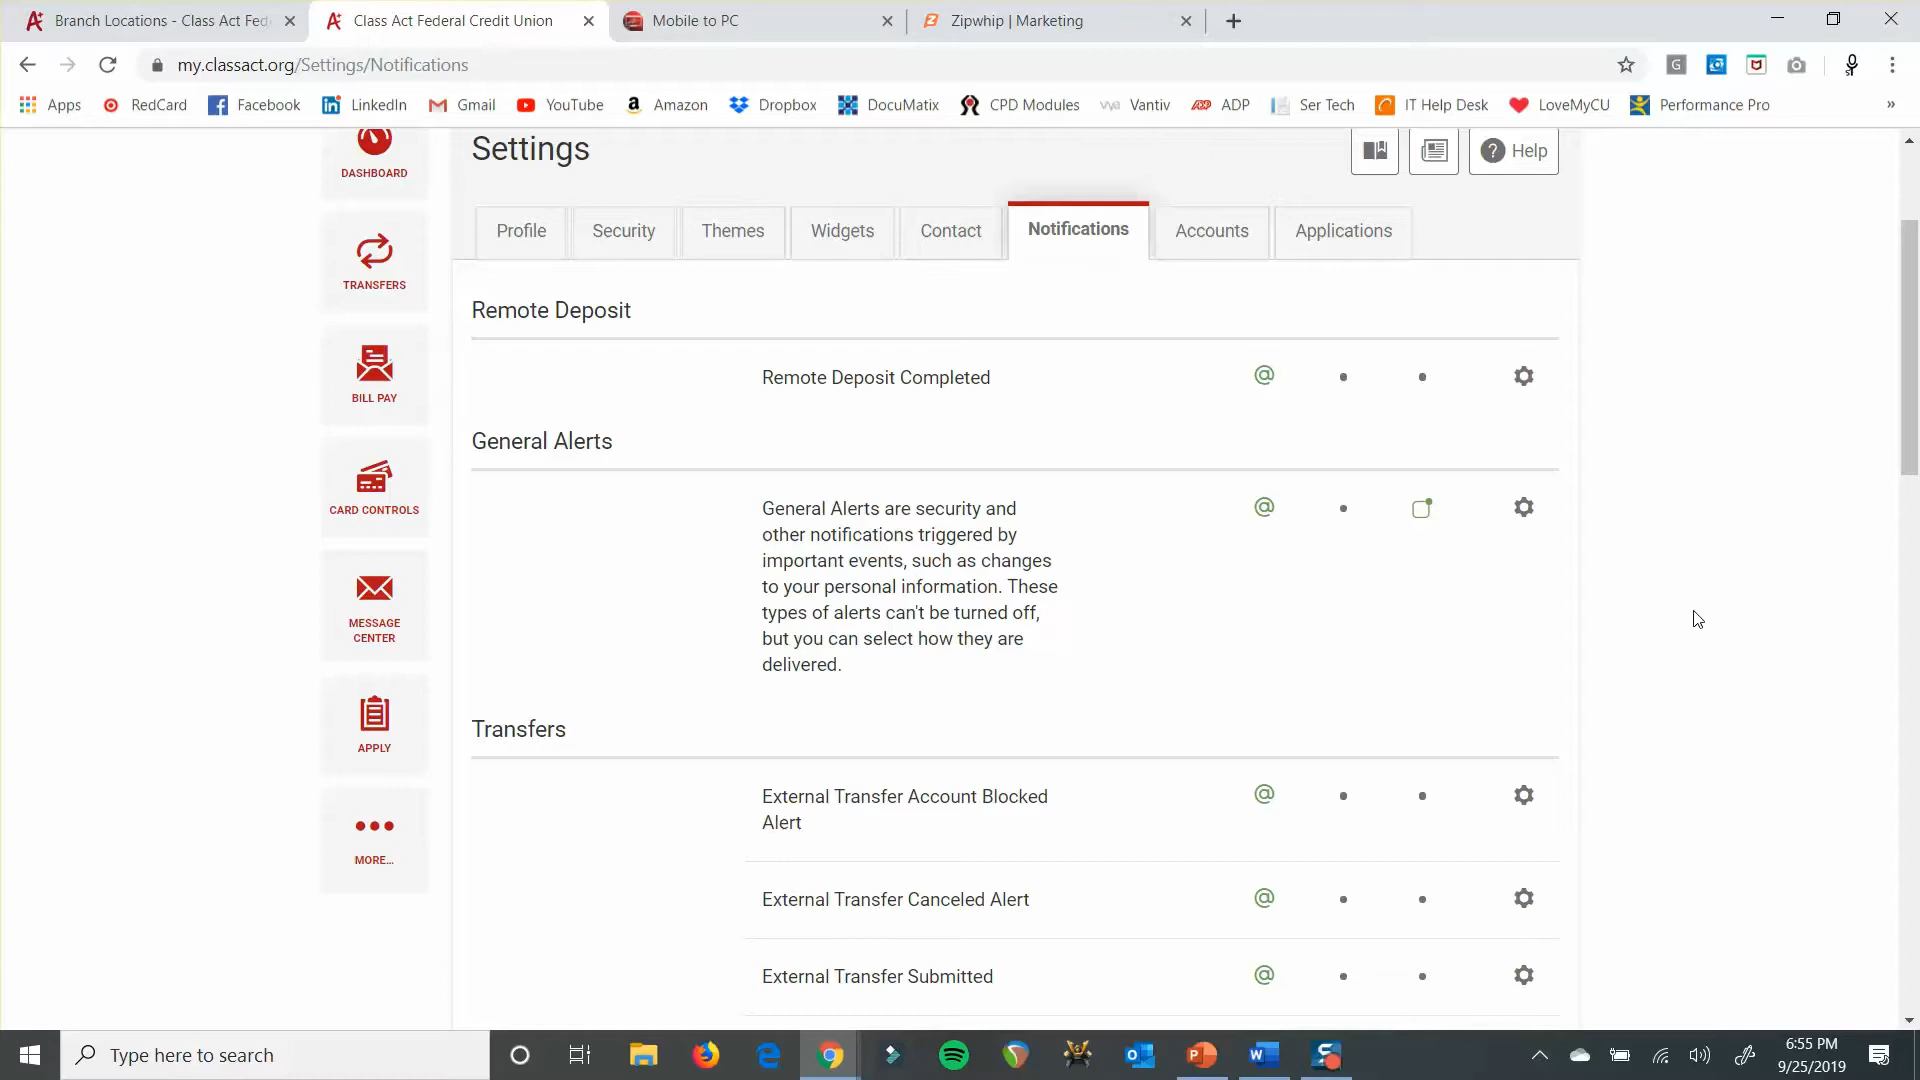 Branch Locations - Class Act Fed
Class Act Federal Credit Union
Mobile to PC
Zipwhip | Marketing
my.classact.org/Settings/Notifications
Apps
RedCard
Facebook
LinkedIn
Gmail
YouTube
Amazon
Dropbox
DocuMatix
CPD Modules
Vantiv
ADP
Ser Tech
IT Help Desk
LoveMyCU
Performance Pro
»
DASHBOARD
TRANSFERS
BILL PAY
CARD CONTROLS
MESSAGE
CENTER
APPLY
MORE...
Settings
Help
Profile
Security
Themes
Widgets
Contact
Notifications
Accounts
Applications
Remote Deposit
Remote Deposit Completed
@
General Alerts
General Alerts are security and
other notifications triggered by
important events, such as changes
to your personal information. These
types of alerts can't be turned off,
but you can select how they are
delivered.
@
Transfers
External Transfer Account Blocked
Alert
@
External Transfer Canceled Alert
@
External Transfer Submitted
@
Type here to search
6:55 PM
9/25/2019